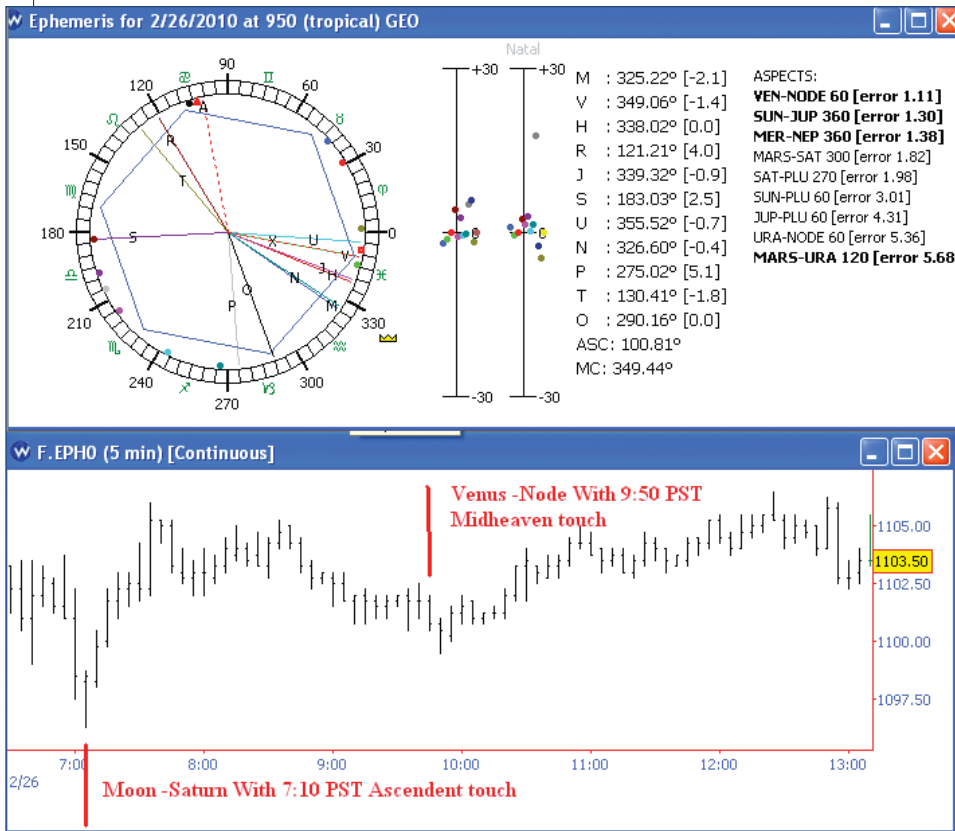 Ephemeris for 2/26/2010 at 950 (tropical) GEO
Natal
90
120
60
A
150
R
30
T
180
S
X
U
0
V
J
H
N
O
M
P
210
330
240
300
270
+30
+30
C
-30
-30
M : 325.22° [-2.1]
V : 349.06° [-1.4]
H : 338.02° [0.0]
R : 121.21° [4.0]
J : 339.32° [-0.9]
S : 183.03° [2.5]
U : 355.52° [-0.7]
N : 326.60° [-0.4]
P : 275.02° [5.1]
T : 130.41° [-1.8]
O : 290.16° [0.0]
ASC: 100.81°
MC: 349.44°
ASPECTS:
VEN-NODE 60 [error 1.11]
SUN-JUP 360 [error 1.30]
MER-NEP 360 [error 1.38]
MARS-SAT 300 [error 1.82]
SAT-PLU 270 [error 1.98]
SUN-PLU 60 [error 3.01]
JUP-PLU 60 [error 4.31]
URA-NODE 60 [error 5.36]
MARS-URA 120 [error 5.68
F.EPH0 (5 min) [Continuous]
Venus -Node With 9:50 PST
Midheaven touch
1105.00
1103.50
1102.50
1100.00
1097.50
7:00
8:00
9:00
10:00
11:00
12:00
13:00
2/26
Moon -Saturn With 7:10 PST Ascendent touch